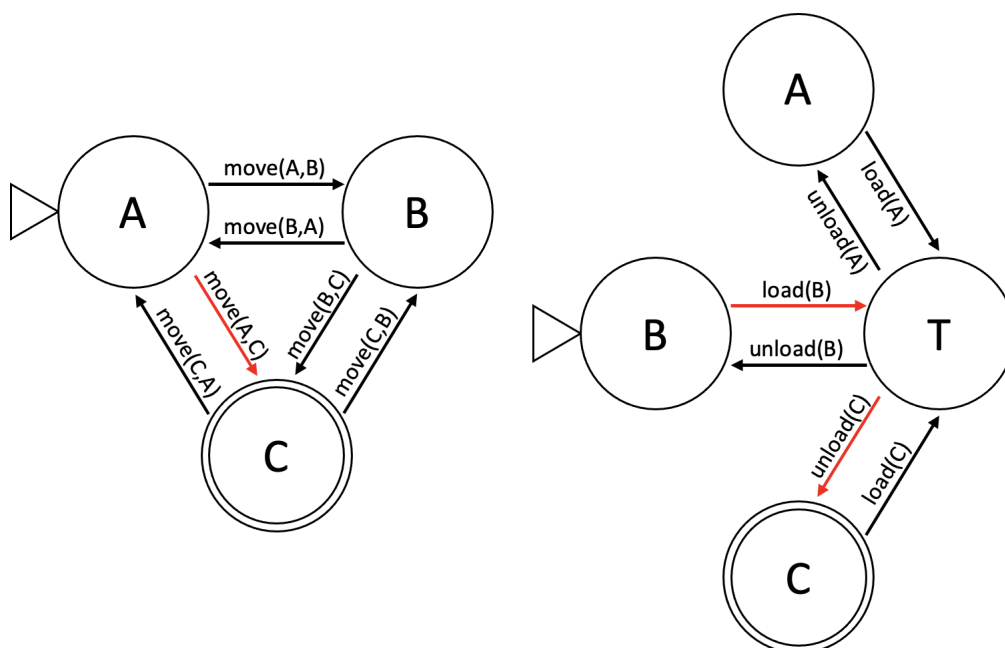 A
move(A,B)
B
move(B,A)
move(A,C)
move(B,C)
move(C,A)
move(C,B)
C
A
load(A)
unload(A)
B
load(B)
unload(B)
T
unload(C)
load(C)
C